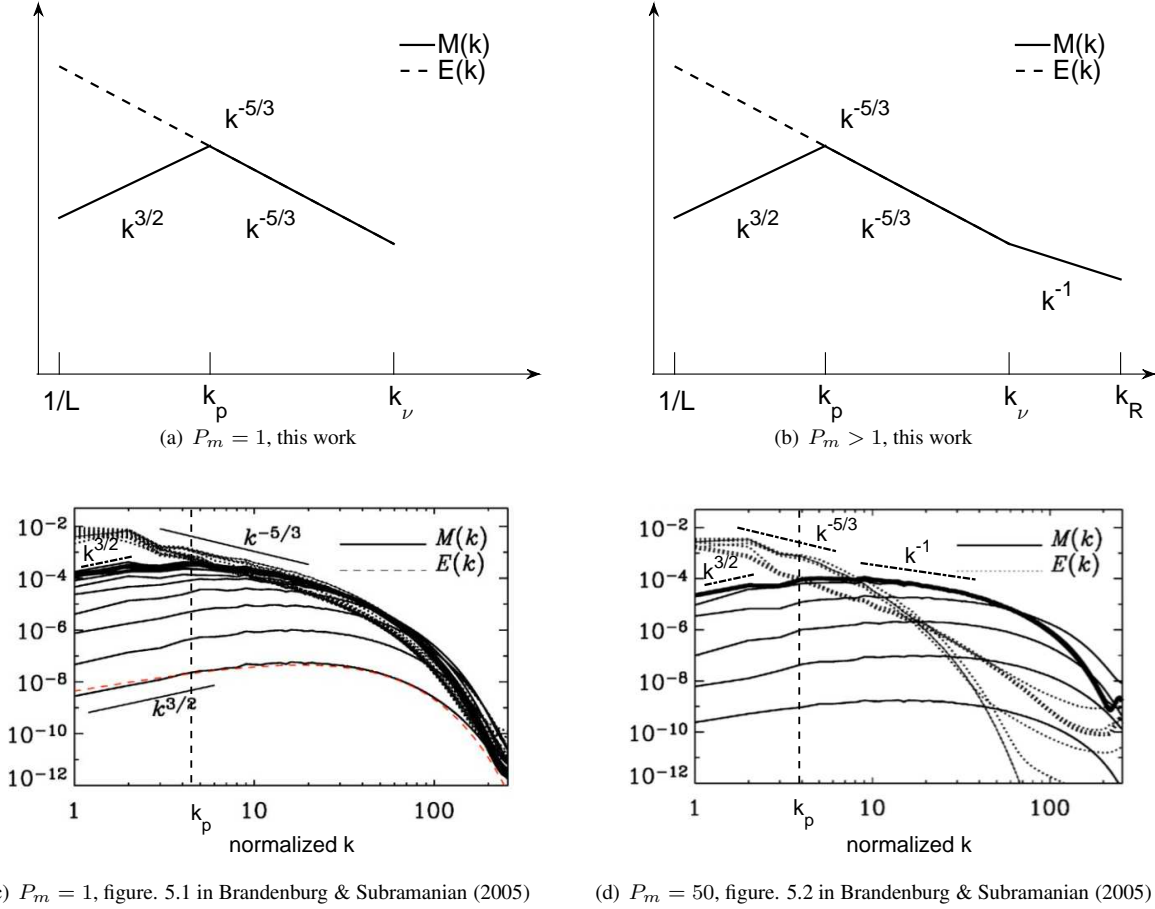 M(k)
E(k)
k^-5/3
k^3/2
k^-5/3
1/L
k_p
k_ν
(a) P_m = 1, this work
M(k)
E(k)
k^-5/3
k^3/2
k^-5/3
k^-1
1/L
k_p
k_ν
k_R
(b) P_m > 1, this work
10^-2
10^-4
10^-6
10^-8
10^-10
10^-12
k^3/2
k^-5/3
M(k)
E(k)
k^3/2
1
k_p
10
100
normalized k
c) P_m = 1, figure. 5.1 in Brandenburg & Subramanian (2005)
10^-2
10^-4
10^-6
10^-8
10^-10
10^-12
k^-5/3
k^3/2
k^-1
M(k)
E(k)
1
k_p
10
100
normalized k
(d) P_m = 50, figure. 5.2 in Brandenburg & Subramanian (2005)